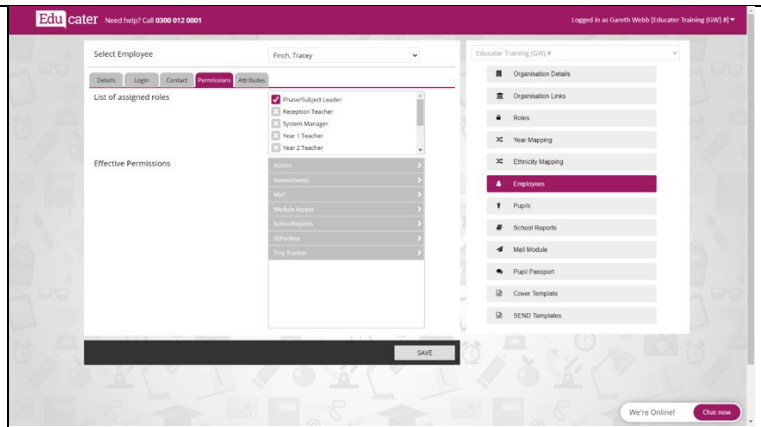 Educater Need help? Call 0300 012 0001
Logged in as Gareth Webb [Educater Training (GW) #]
Select Employee
Finch, Tracey
Details Login Contact Permissions Attributes
List of assigned roles
Phase/Subject Leader
Reception Teacher
System Manager
Year 1 Teacher
Year 2 Teacher
Effective Permissions
Admin
Assessments
Mail
Module Access
SchoolReports
SEFonline
Tiny Tracker
SAVE
Educater Training (GW) #
Organisation Details
Organisation Links
Roles
Year Mapping
Ethnicity Mapping
Employees
Pupils
School Reports
Mail Module
Pupil Passport
Cover Template
SEND Templates
We're Online! Chat now